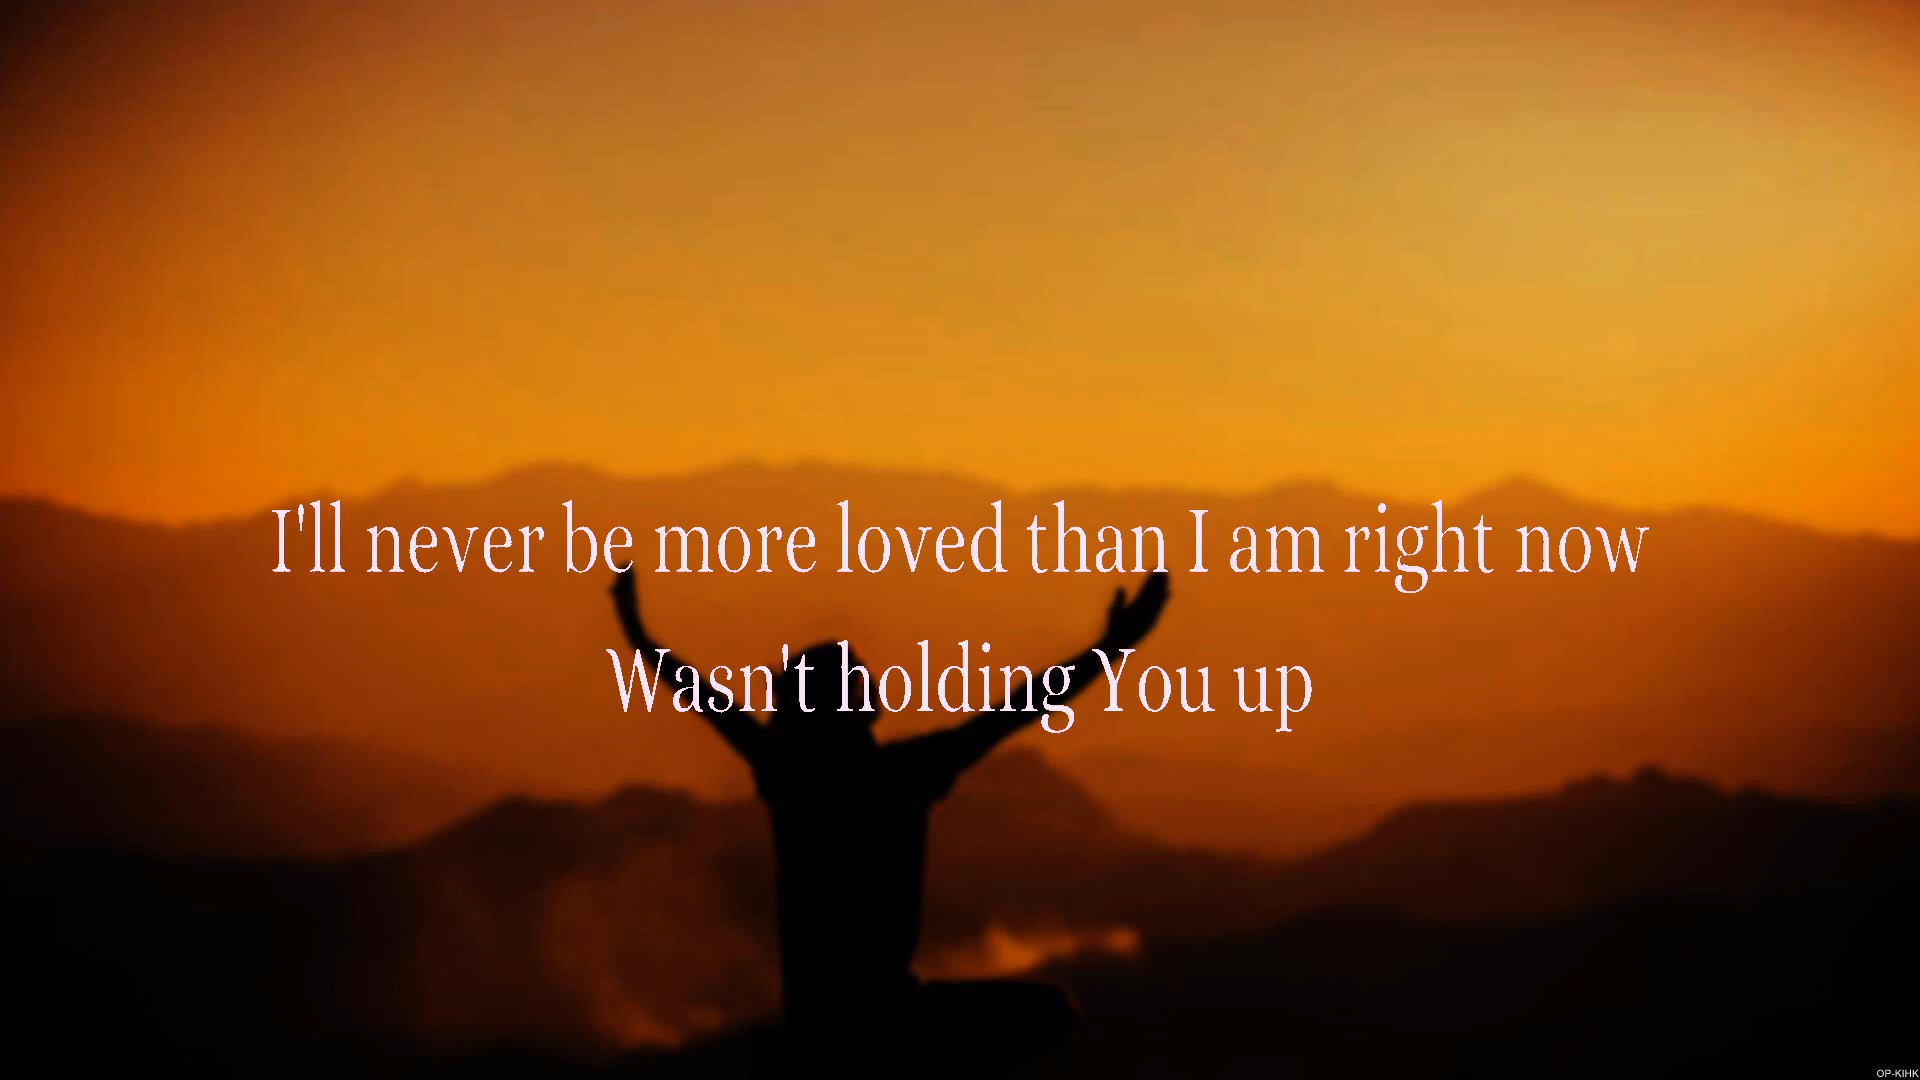 I'll never be more loved than I am right now
Wasn't holding You up
OP-KIHK